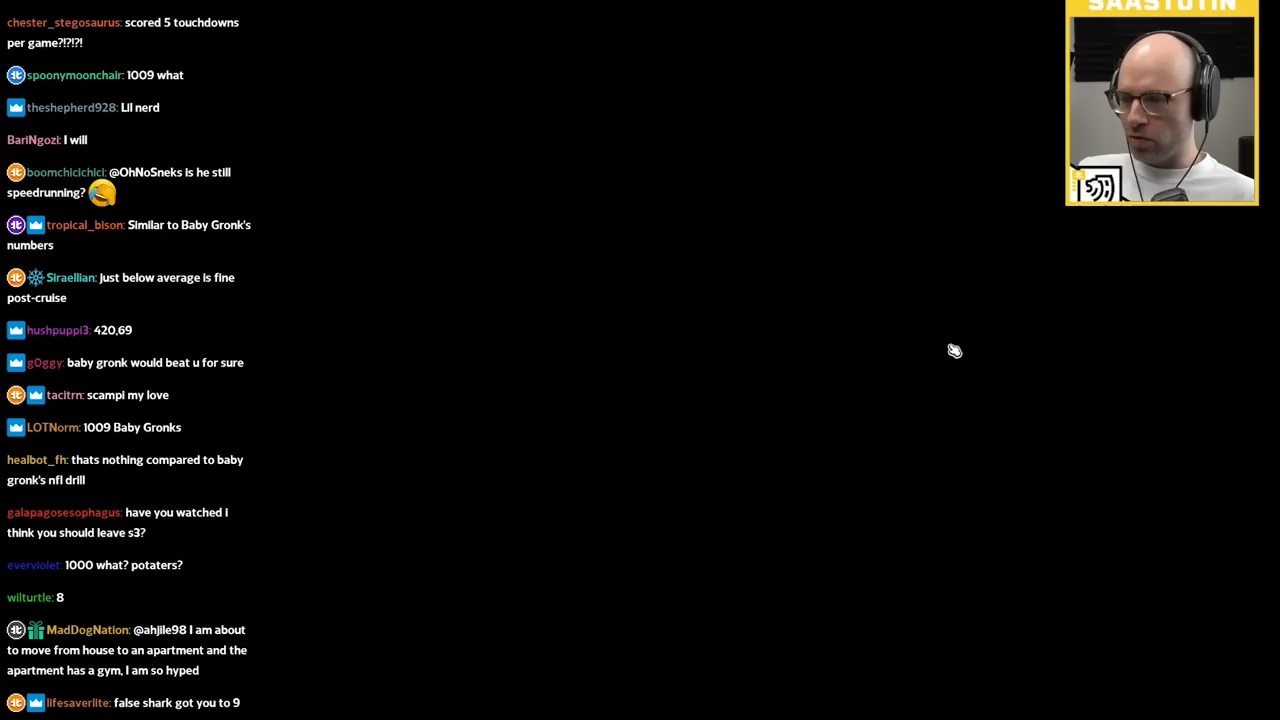 SAASTUTIN
chester_stegosaurus: scored 5 touchdowns
per game?!?!?!
spoonymoonchair: 1009 what
theshepherd928: Lil nerd
BariNgozi: I will
boomchicichici: @OhNoSneks is he still
speedrunning?
tropical_bison: Similar to Baby Gronk's
numbers
Siraellian: just below average is fine
post-cruise
hushpuppi3: 420,69
g0ggy: baby gronk would beat u for sure
tacitrn: scampi my love
LOTNorm: 1009 Baby Gronks
healbot_fh: thats nothing compared to baby
gronk's nfl drill
galapagosesophagus: have you watched i
think you should leave s3?
everviolet: 1000 what? potaters?
wilturtle: 8
MadDogNation: @ahjile98 I am about
to move from house to an apartment and the
apartment has a gym, I am so hyped
lifesaverlite: false shark got you to 9